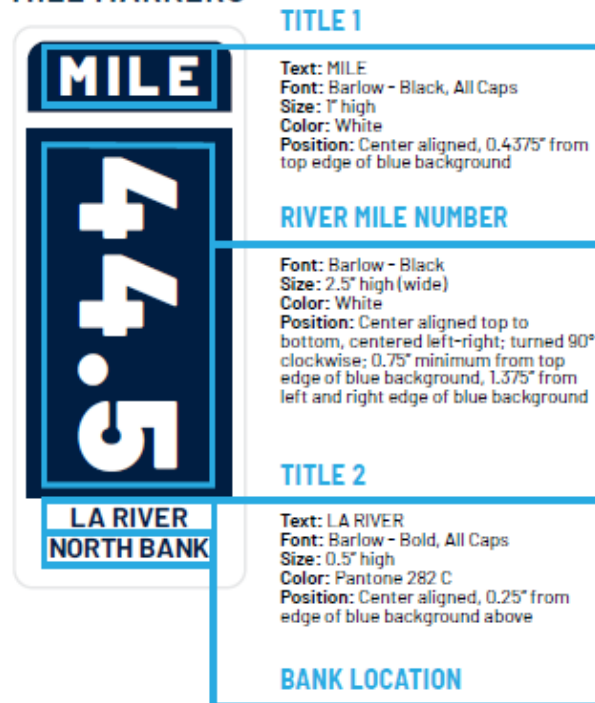 MILE MARKERS
MILE
44.5
LA RIVER
NORTH BANK
TITLE 1
Text: MILE
Font: Barlow - Black, All Caps
Size: 1" high
Color: White
Position: Center aligned, 0.4375" from
top edge of blue background
RIVER MILE NUMBER
Font: Barlow - Black
Size: 2.5" high (wide)
Color: White
Position: Center aligned top to
bottom, centered left-right; turned 90°
clockwise; 0.75" minimum from top
edge of blue background, 1.375" from
left and right edge of blue background
TITLE 2
Text: LA RIVER
Font: Barlow - Bold, All Caps
Size: 0.5" high
Color: Pantone 282 C
Position: Center aligned, 0.25" from
edge of blue background above
BANK LOCATION